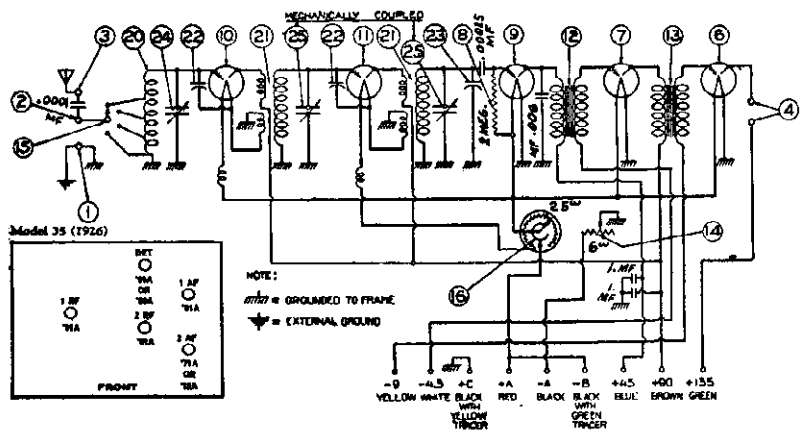 MECHANICALLY COUPLED
3 20 24 22 10 21 25 22 11 21 25 23 8 9 12 7 13 6
.00025 MF
2 .0001 MF
2 MEG.
MF .006
4
15
1
25ω
6ω
14
16
Model 35 (1926)
DET
'01A
OR
'00A
1 AF
'01A
1 RF
'01A
2 RF
'01A
2 AF
'71A
OR
'12A
FRONT
NOTE:
= GROUNDED TO FRAME
= EXTERNAL GROUND
1. MF
1. MF
-9 -4.5 +C +A -A -B +45 +90 +135
YELLOW WHITE BLACK WITH YELLOW TRACER RED BLACK BLACK WITH GREEN TRACER BLUE BROWN GREEN